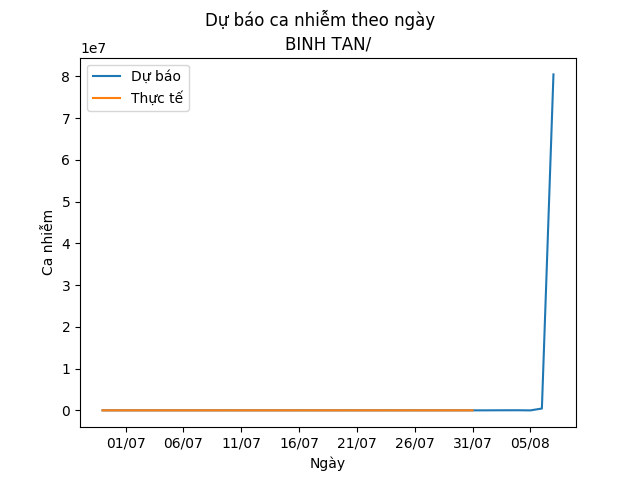 Dự báo ca nhiễm theo ngày
BINH TAN/
1e7
Dự báo
Thực tế
8
7
6
5
4
3
2
1
0
Ca nhiễm
01/07 06/07 11/07 16/07 21/07 26/07 31/07 05/08
Ngày